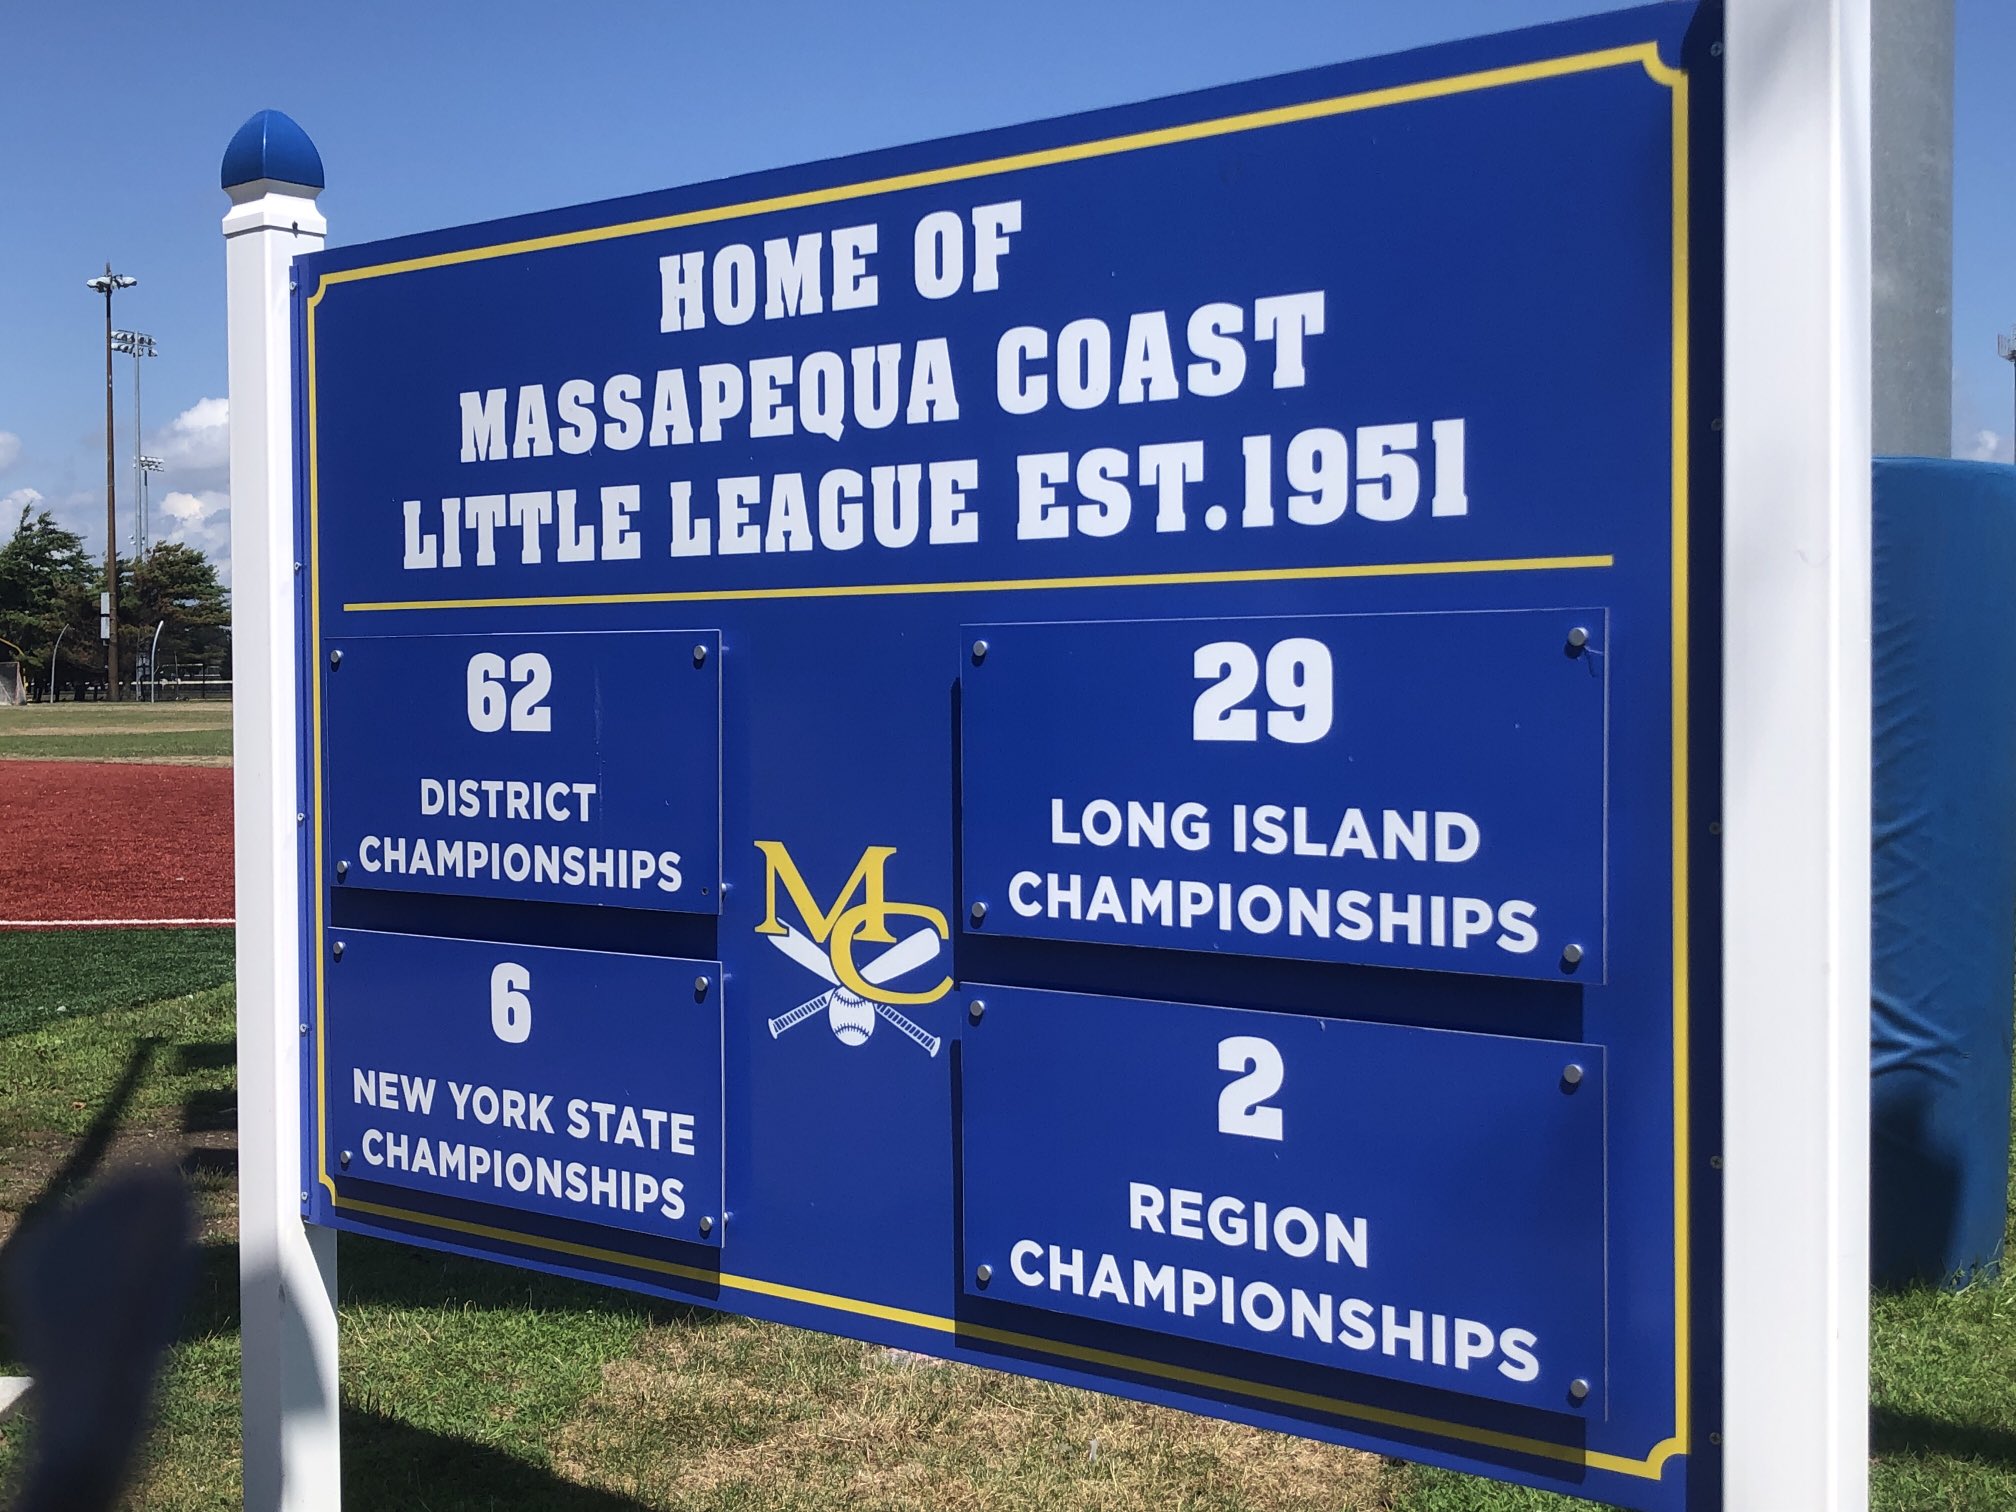 HOME OF
MASSAPEQUA COAST
LITTLE LEAGUE EST.1951
62
DISTRICT
CHAMPIONSHIPS
29
LONG ISLAND
CHAMPIONSHIPS
MC
6
NEW YORK STATE
CHAMPIONSHIPS
2
REGION
CHAMPIONSHIPS